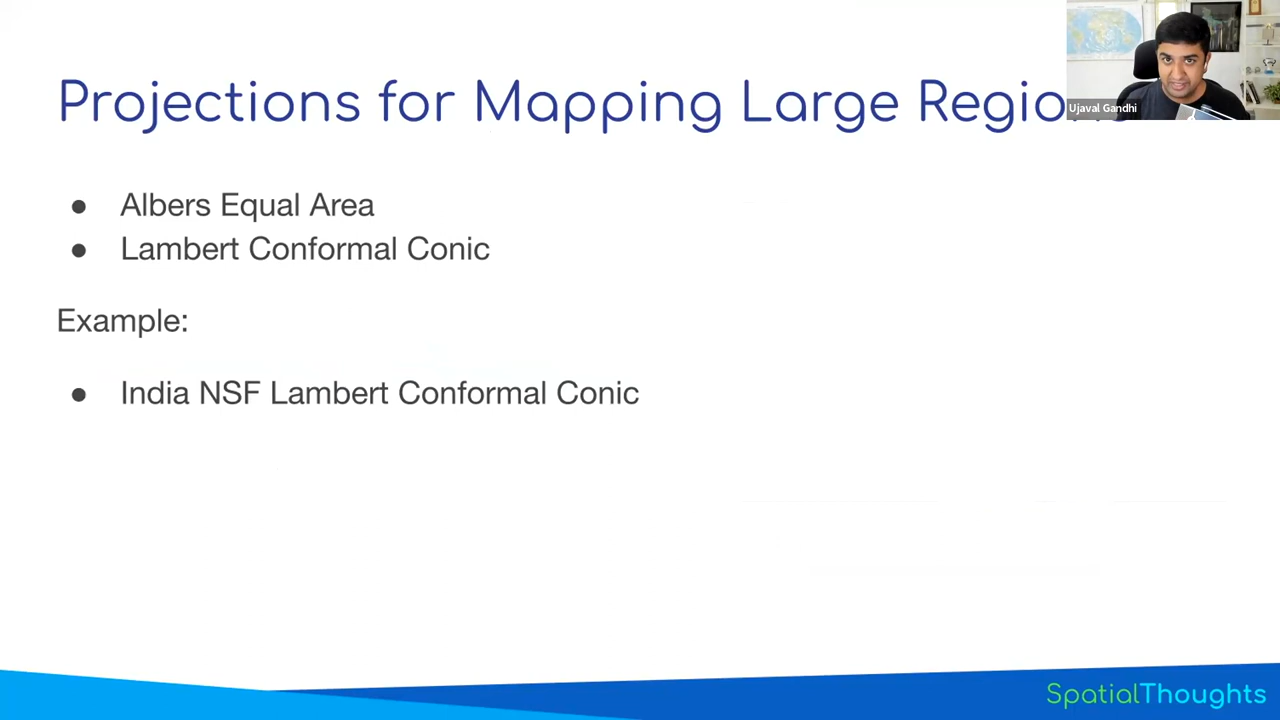 Projections for Mapping Large Region
Ujaval Gandhi
● Albers Equal Area
● Lambert Conformal Conic
Example:
● India NSF Lambert Conformal Conic
SpatialThoughts